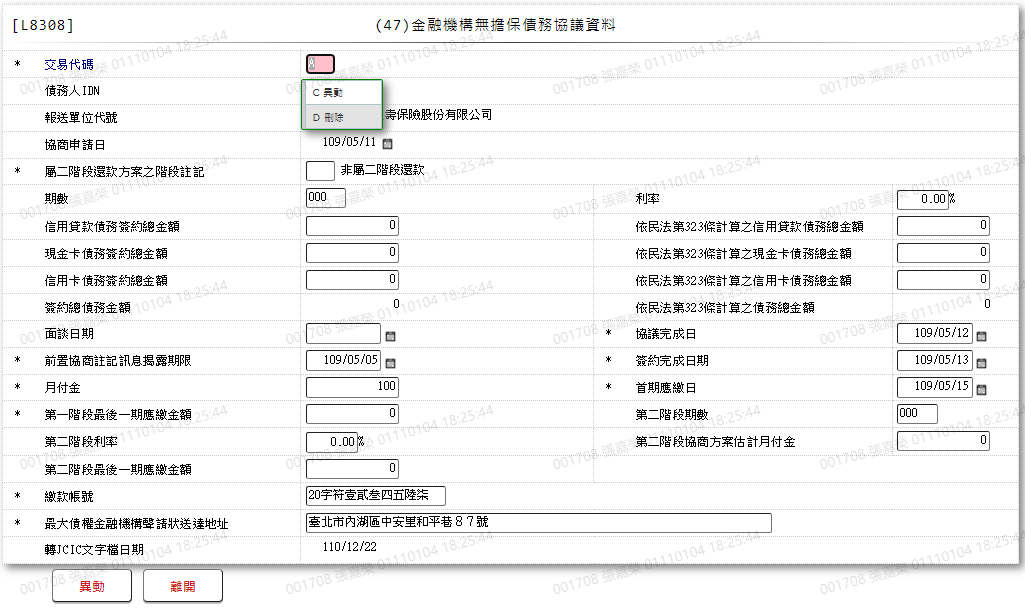 [L8308] (47)金融機構無擔保債務協議資料
* 交易代碼 A
C 異動
D 刪除
債務人IDN
報送單位代號 壽保險股份有限公司
協商申請日 109/05/11
* 屬二階段還款方案之階段註記 非屬二階段還款
期數 000 利率 0.00%
信用貸款債務簽約總金額 0 依民法第323條計算之信用貸款債務總金額 0
現金卡債務簽約總金額 0 依民法第323條計算之現金卡債務總金額 0
信用卡債務簽約總金額 0 依民法第323條計算之信用卡債務總金額 0
簽約總債務金額 0 依民法第323條計算之債務總金額 0
面談日期 * 協議完成日 109/05/12
* 前置協商註記訊息揭露期限 109/05/05 * 簽約完成日期 109/05/13
* 月付金 100 * 首期應繳日 109/05/15
* 第一階段最後一期應繳金額 0 第二階段期數 000
第二階段利率 0.00% 第二階段協商方案估計月付金 0
第二階段最後一期應繳金額 0
* 繳款帳號 20字符壹貳叁四五陸柒
* 最大債權金融機構聲請狀送達地址 臺北市內湖區中安里和平巷８７號
轉JCIC文字檔日期 110/12/22
異動 離開
001708 張嘉榮 01110104 18:25:44